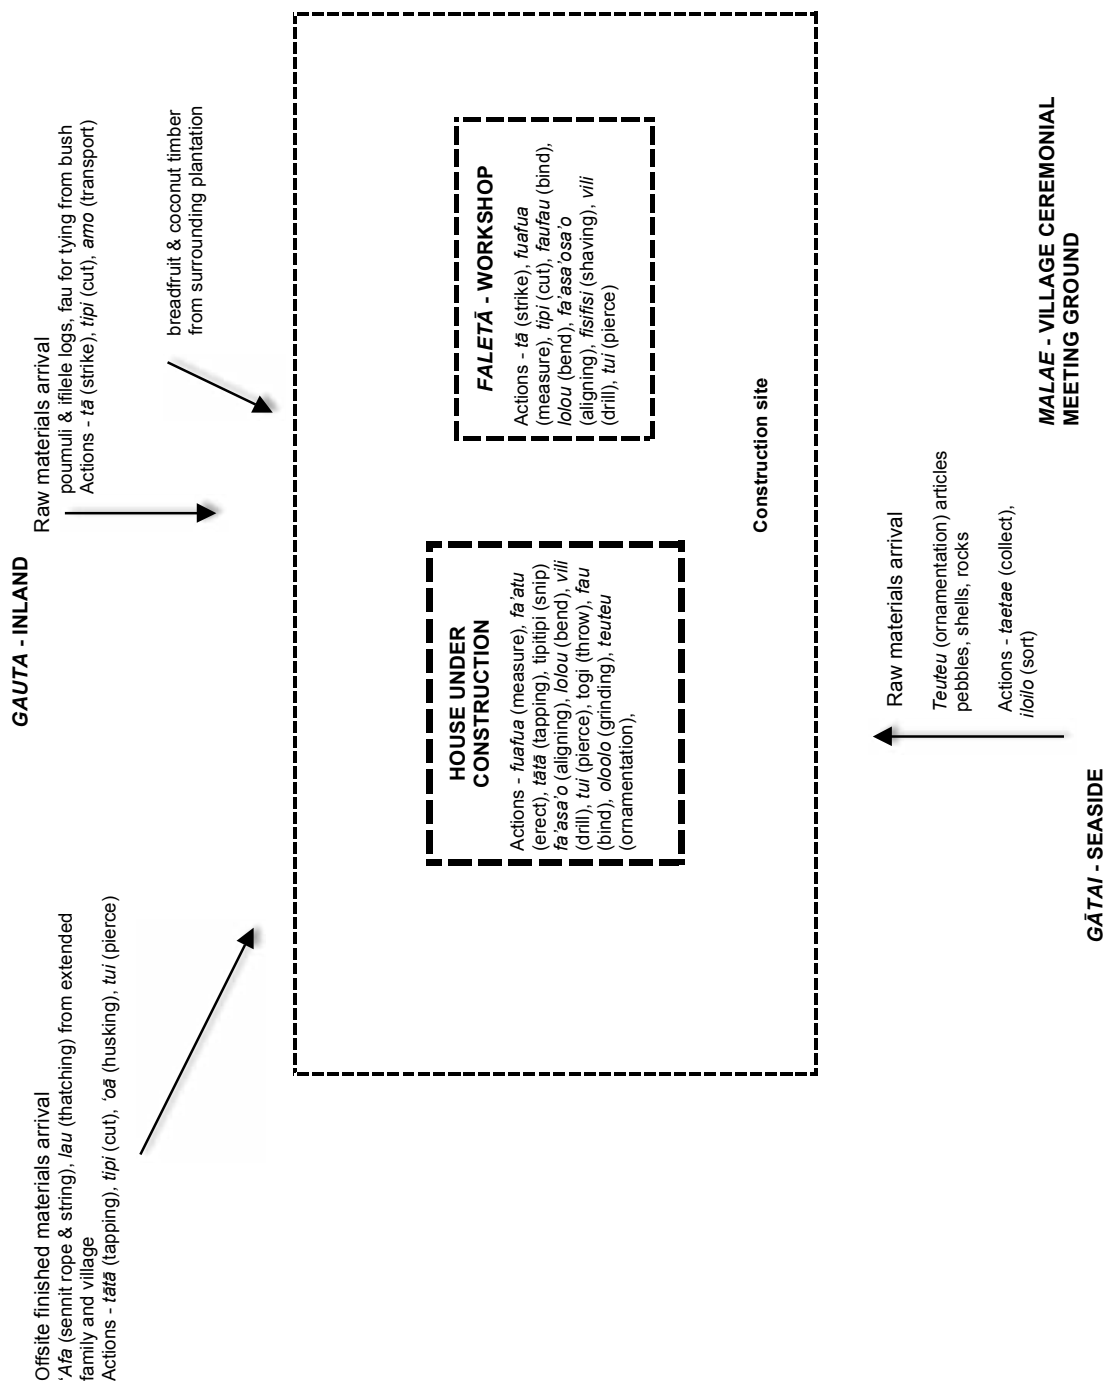 GAUTA - INLAND
Offsite finished materials arrival
‘Afa (sennit rope & string), lau (thatching) from extended
family and village
Actions - tātā (tapping), tipi (cut), ‘oā (husking), tui (pierce)
Raw materials arrival
poumuli & ifilele logs, fau for tying from bush
Actions - tā (strike), tipi (cut), amo (transport)
breadfruit & coconut timber
from surrounding plantation
HOUSE UNDER
CONSTRUCTION
Actions - fuafua (measure), fa’atu
(erect), tātā (tapping), tipitipi (snip)
fa’asa’o (aligning), lolou (bend), vili
(drill), tui (pierce), togi (throw), fau
(bind), oloolo (grinding), teuteu
(ornamentation),
FALETĀ - WORKSHOP
Actions - tā (strike), fuafua
(measure), tipi (cut), faufau (bind),
lolou (bend), fa’asa’osa’o
(aligning), fisifisi (shaving), vili
(drill), tui (pierce)
Construction site
Raw materials arrival
Teuteu (ornamentation) articles
pebbles, shells, rocks
Actions - taetae (collect),
iloilo (sort)
MALAE - VILLAGE CEREMONIAL
MEETING GROUND
GĀTAI - SEASIDE